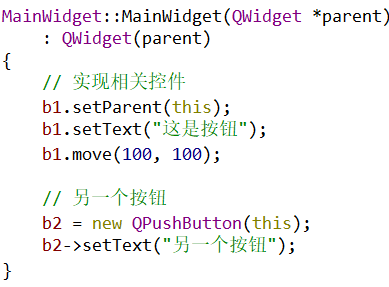 MainWidget::MainWidget(QWidget *parent)
    : QWidget(parent)
{
    // 实现相关控件
    b1.setParent(this);
    b1.setText("这是按钮");
    b1.move(100, 100);

    // 另一个按钮
    b2 = new QPushButton(this);
    b2->setText("另一个按钮");
}